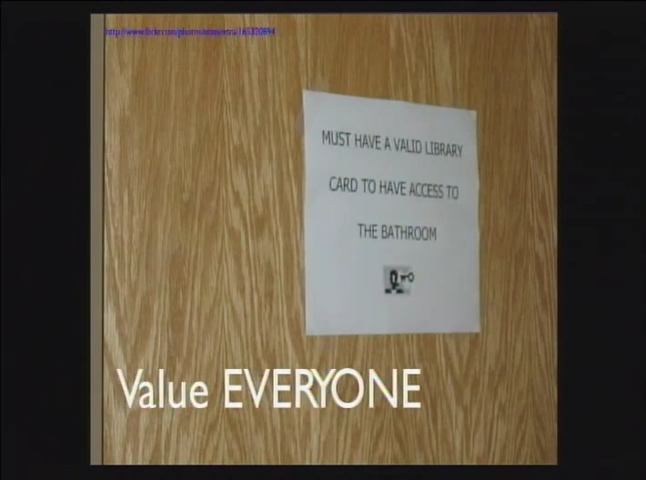 MUST HAVE A VALID LIBRARY
CARD TO HAVE ACCESS TO
THE BATHROOM
Value EVERYONE